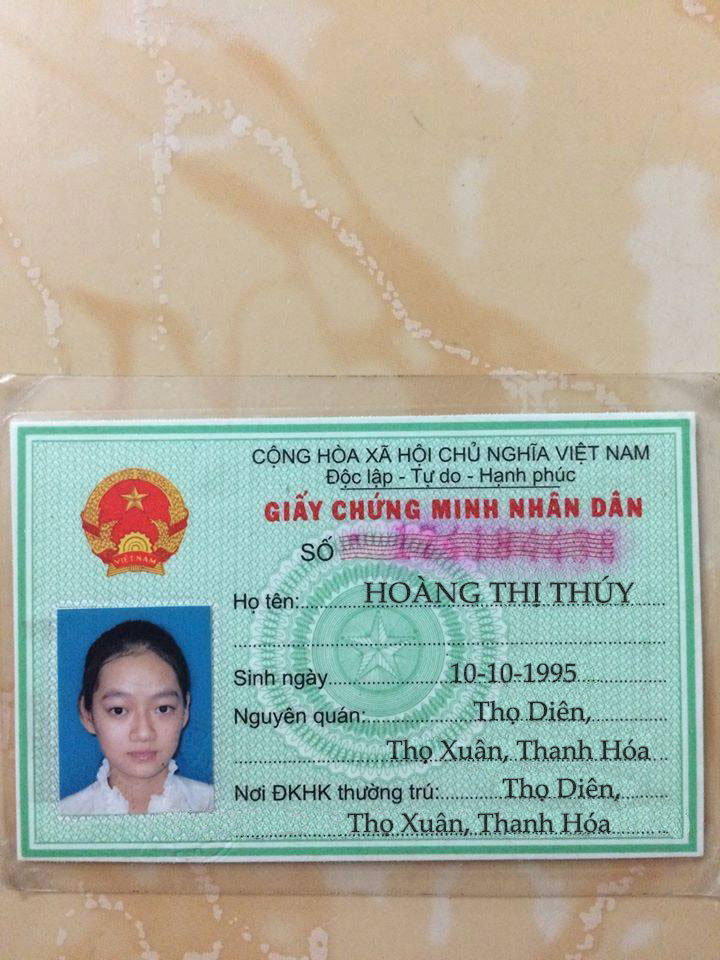 CỘNG HÒA XÃ HỘI CHỦ NGHĨA VIỆT NAM
Độc lập - Tự do - Hạnh phúc
GIẤY CHỨNG MINH NHÂN DÂN
SỐ
VIỆT NAM
Họ tên: HOÀNG THỊ THÚY
Sinh ngày 10-10-1995
Nguyên quán: Thọ Diên,
Thọ Xuân, Thanh Hóa
Nơi ĐKHK thường trú: Thọ Diên,
Thọ Xuân, Thanh Hóa